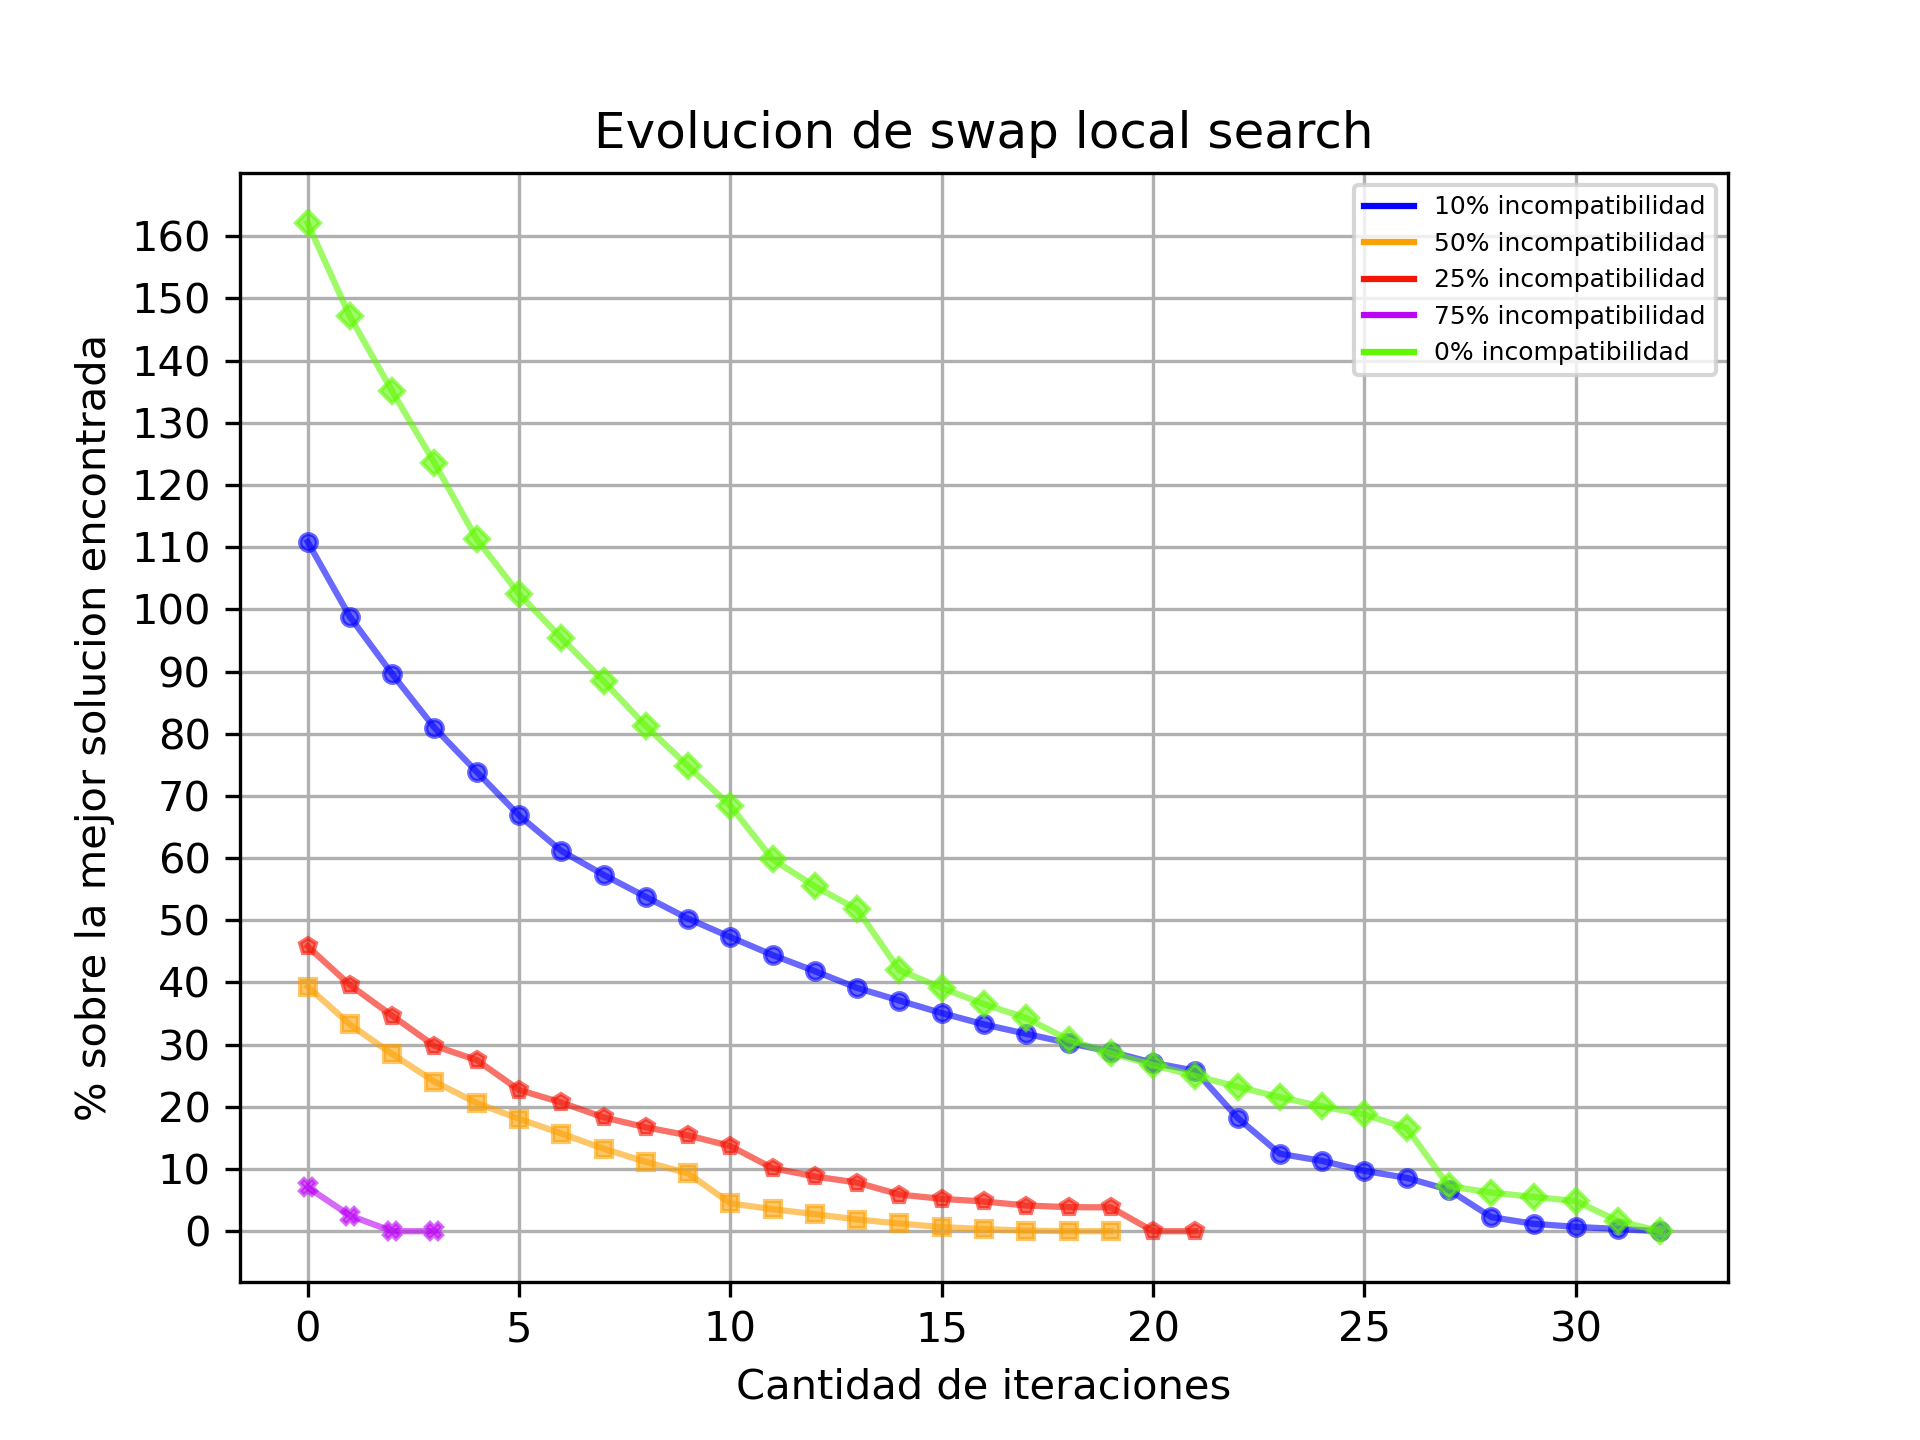 Evolucion de swap local search
10% incompatibilidad
50% incompatibilidad
25% incompatibilidad
75% incompatibilidad
0% incompatibilidad
% sobre la mejor solucion encontrada
160
150
140
130
120
110
100
90
80
70
60
50
40
30
20
10
0
0 5 10 15 20 25 30
Cantidad de iteraciones